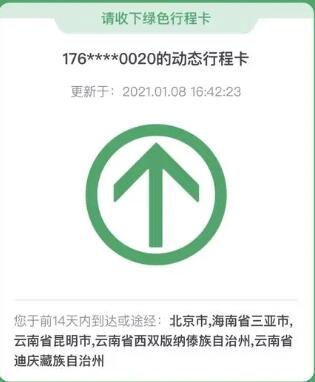 请收下绿色行程卡
176****0020的动态行程卡
更新于：2021.01.08 16:42:23
您于前14天内到达或途经：北京市,海南省三亚市,
云南省昆明市,云南省西双版纳傣族自治州,云南省
迪庆藏族自治州